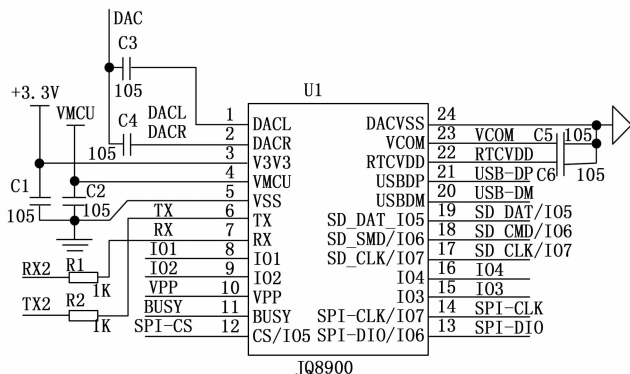 DAC
C3
105
U1
+3.3V
VMCU
DACL
DACR
C4
105
C1
105
C2
105
TX
RX
IO1
IO2
VPP
BUSY
SPI-CS
RX2
R1
1K
TX2
R2
1K
1 DACL
2 DACR
3 V3V3
4 VMCU
5 VSS
6 TX
7 RX
8 IO1
9 IO2
10 VPP
11 BUSY
12 CS/IO5
DACVSS 24
VCOM 23 VCOM
RTCVDD 22 RTCVDD
USBDP 21 USB-DP
USBDM 20 USB-DM
SD_DAT_IO5 19 SD DAT/IO5
SD_SMD/IO6 18 SD CMD/IO6
SD_CLK/IO7 17 SD CLK/IO7
IO4 16 IO4
IO3 15 IO3
SPI-CLK/IO7 14 SPI-CLK
SPI-DIO/IO6 13 SPI-DIO
C5 105
C6 105
JQ8900